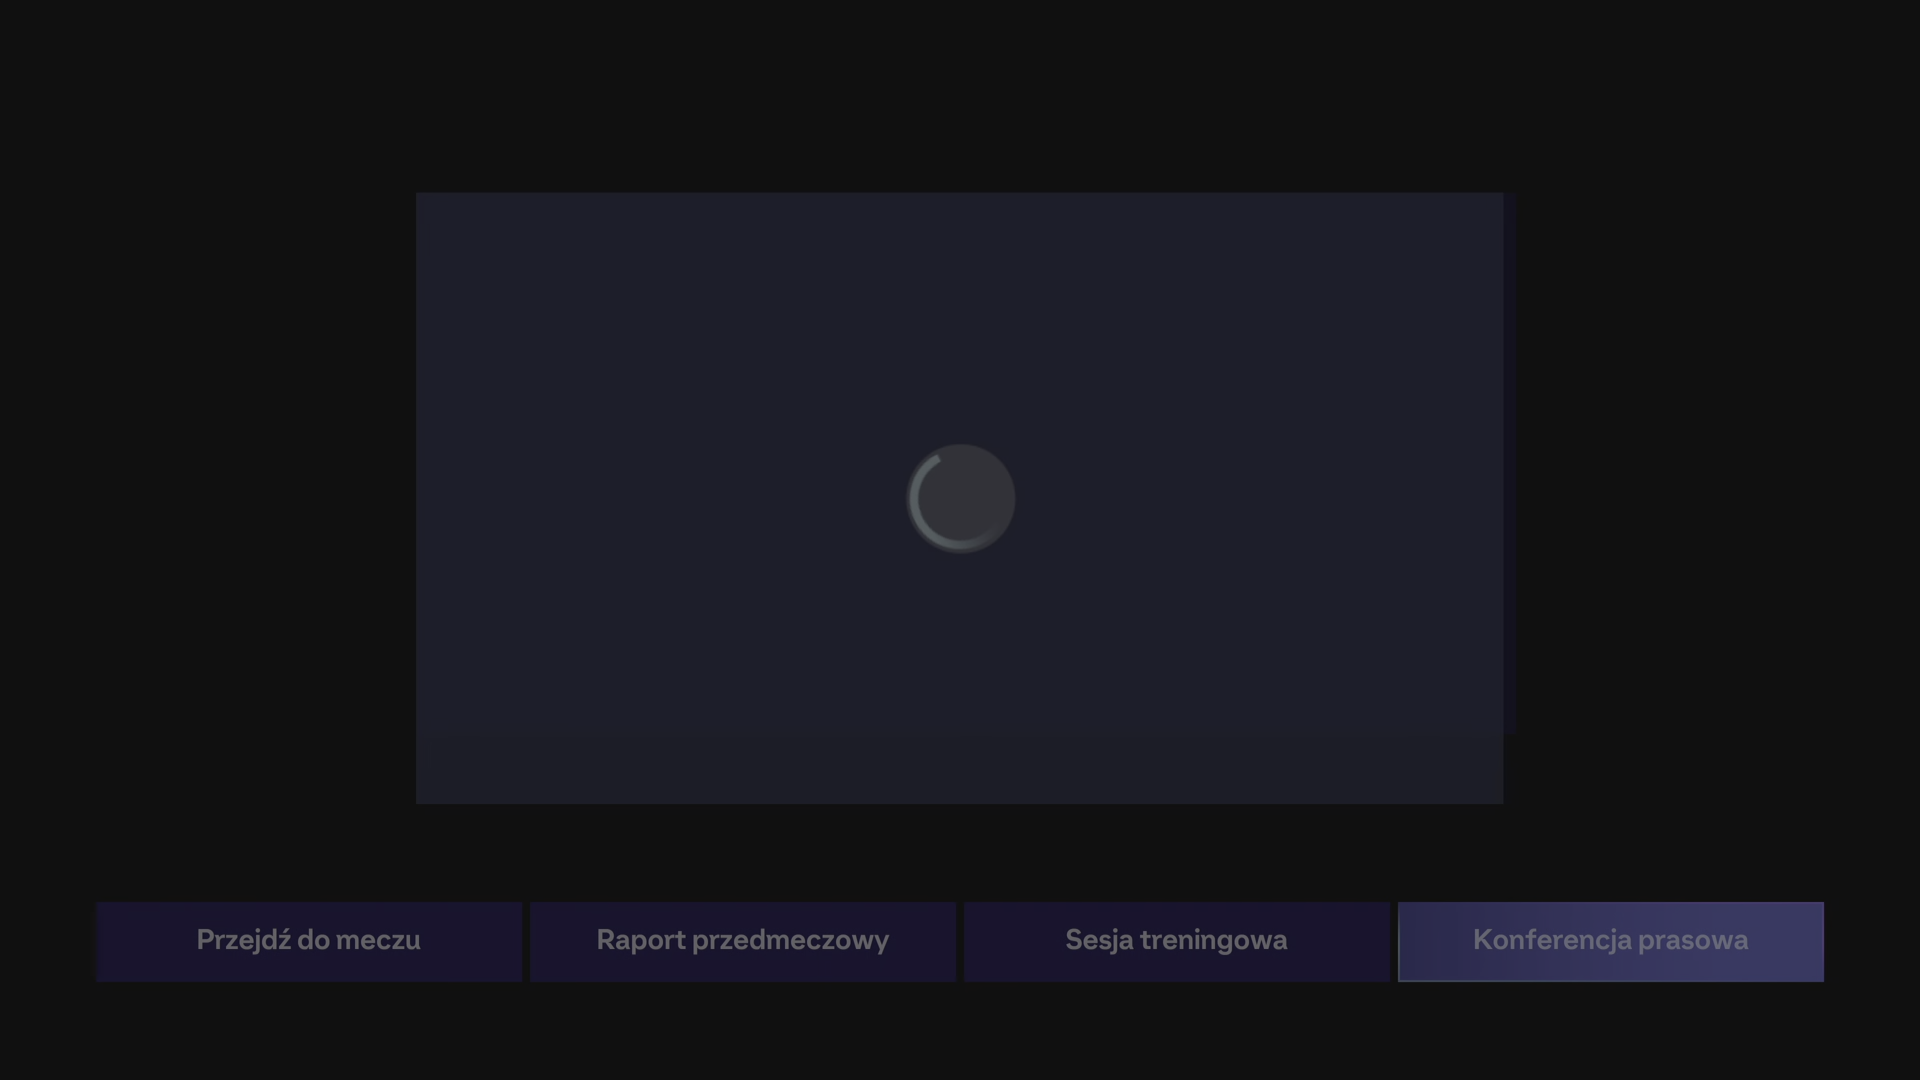 Przejdź do meczu
Raport przedmeczowy
Sesja treningowa
Konferencja prasowa